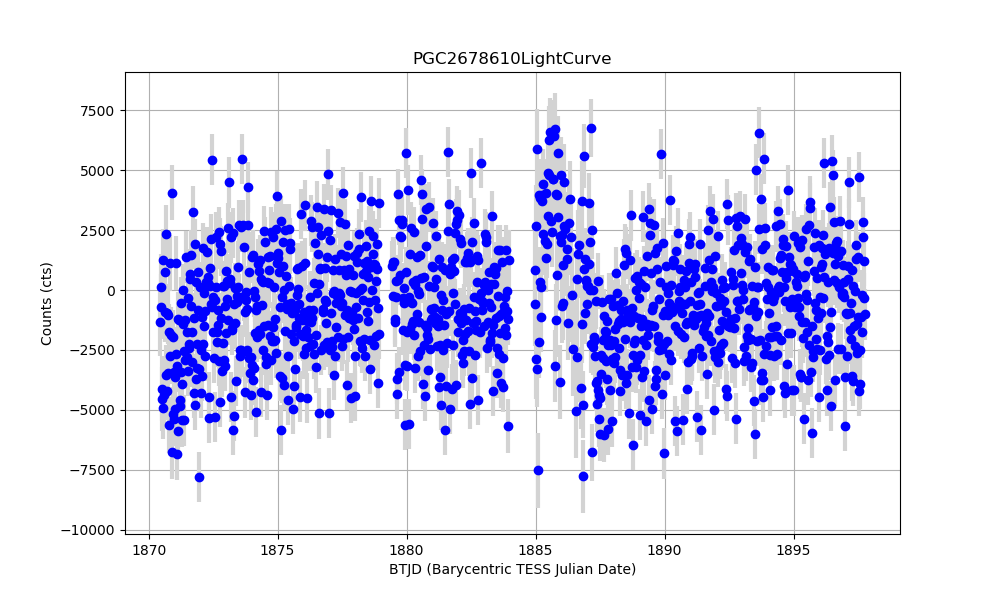 PGC2678610LightCurve
7500
5000
2500
0
−2500
−5000
−7500
−10000
Counts (cts)
1870 1875 1880 1885 1890 1895
BTJD (Barycentric TESS Julian Date)